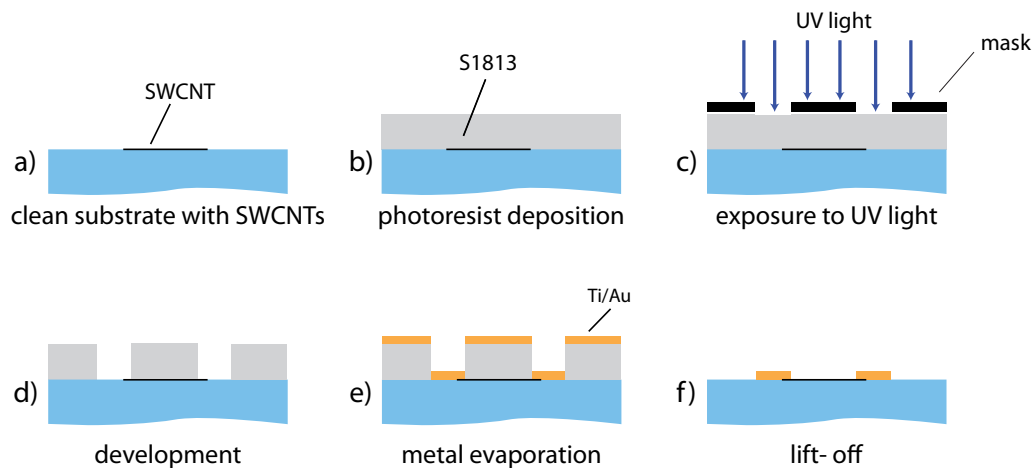 SWCNT
a)
clean substrate with SWCNTs
S1813
b)
photoresist deposition
UV light
mask
c)
exposure to UV light
d)
development
Ti/Au
e)
metal evaporation
f)
lift- off